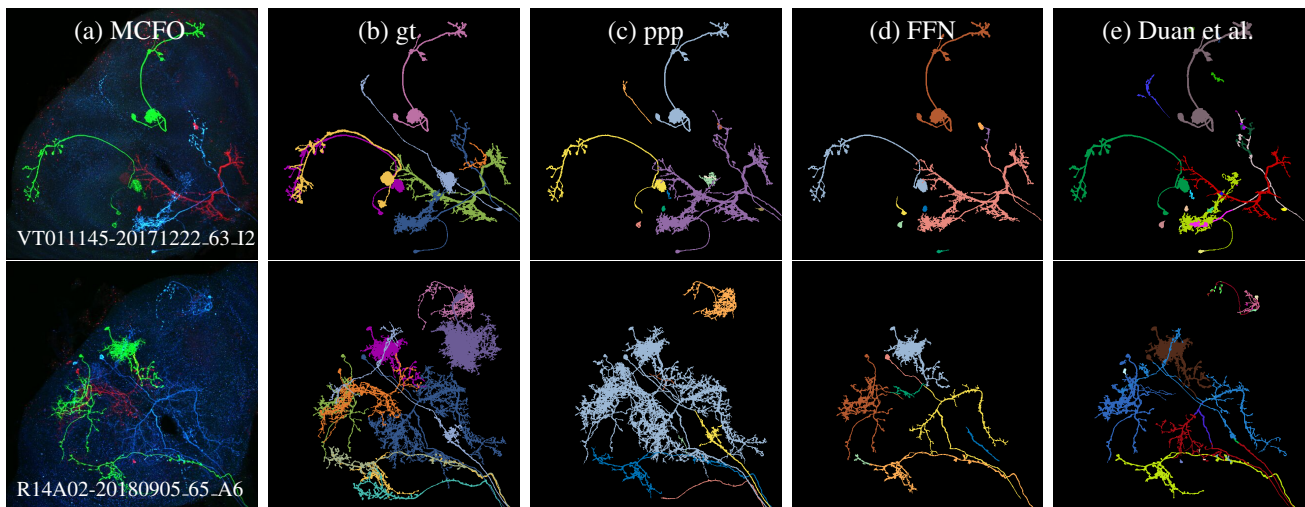 (a) MCFO
(b) gt
(c) ppp
(d) FFN
(e) Duan et al.
VT011145-20171222_63_I2
R14A02-20180905_65_A6